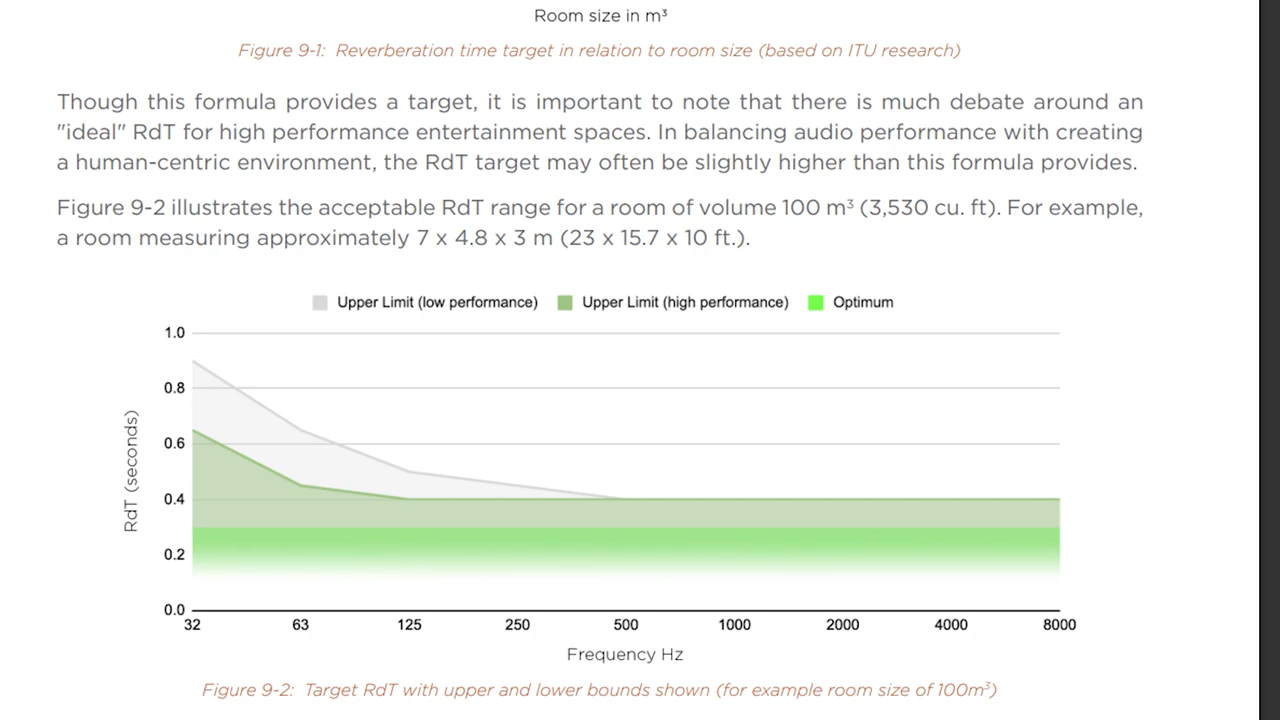 Room size in m³
Figure 9-1: Reverberation time target in relation to room size (based on ITU research)
Though this formula provides a target, it is important to note that there is much debate around an
"ideal" RdT for high performance entertainment spaces. In balancing audio performance with creating
a human-centric environment, the RdT target may often be slightly higher than this formula provides.
Figure 9-2 illustrates the acceptable RdT range for a room of volume 100 m³ (3,530 cu. ft). For example,
a room measuring approximately 7 x 4.8 x 3 m (23 x 15.7 x 10 ft.).
Upper Limit (low performance) Upper Limit (high performance) Optimum
1.0
0.8
0.6
0.4
0.2
0.0
RdT (seconds)
32 63 125 250 500 1000 2000 4000 8000
Frequency Hz
Figure 9-2: Target RdT with upper and lower bounds shown (for example room size of 100m³)